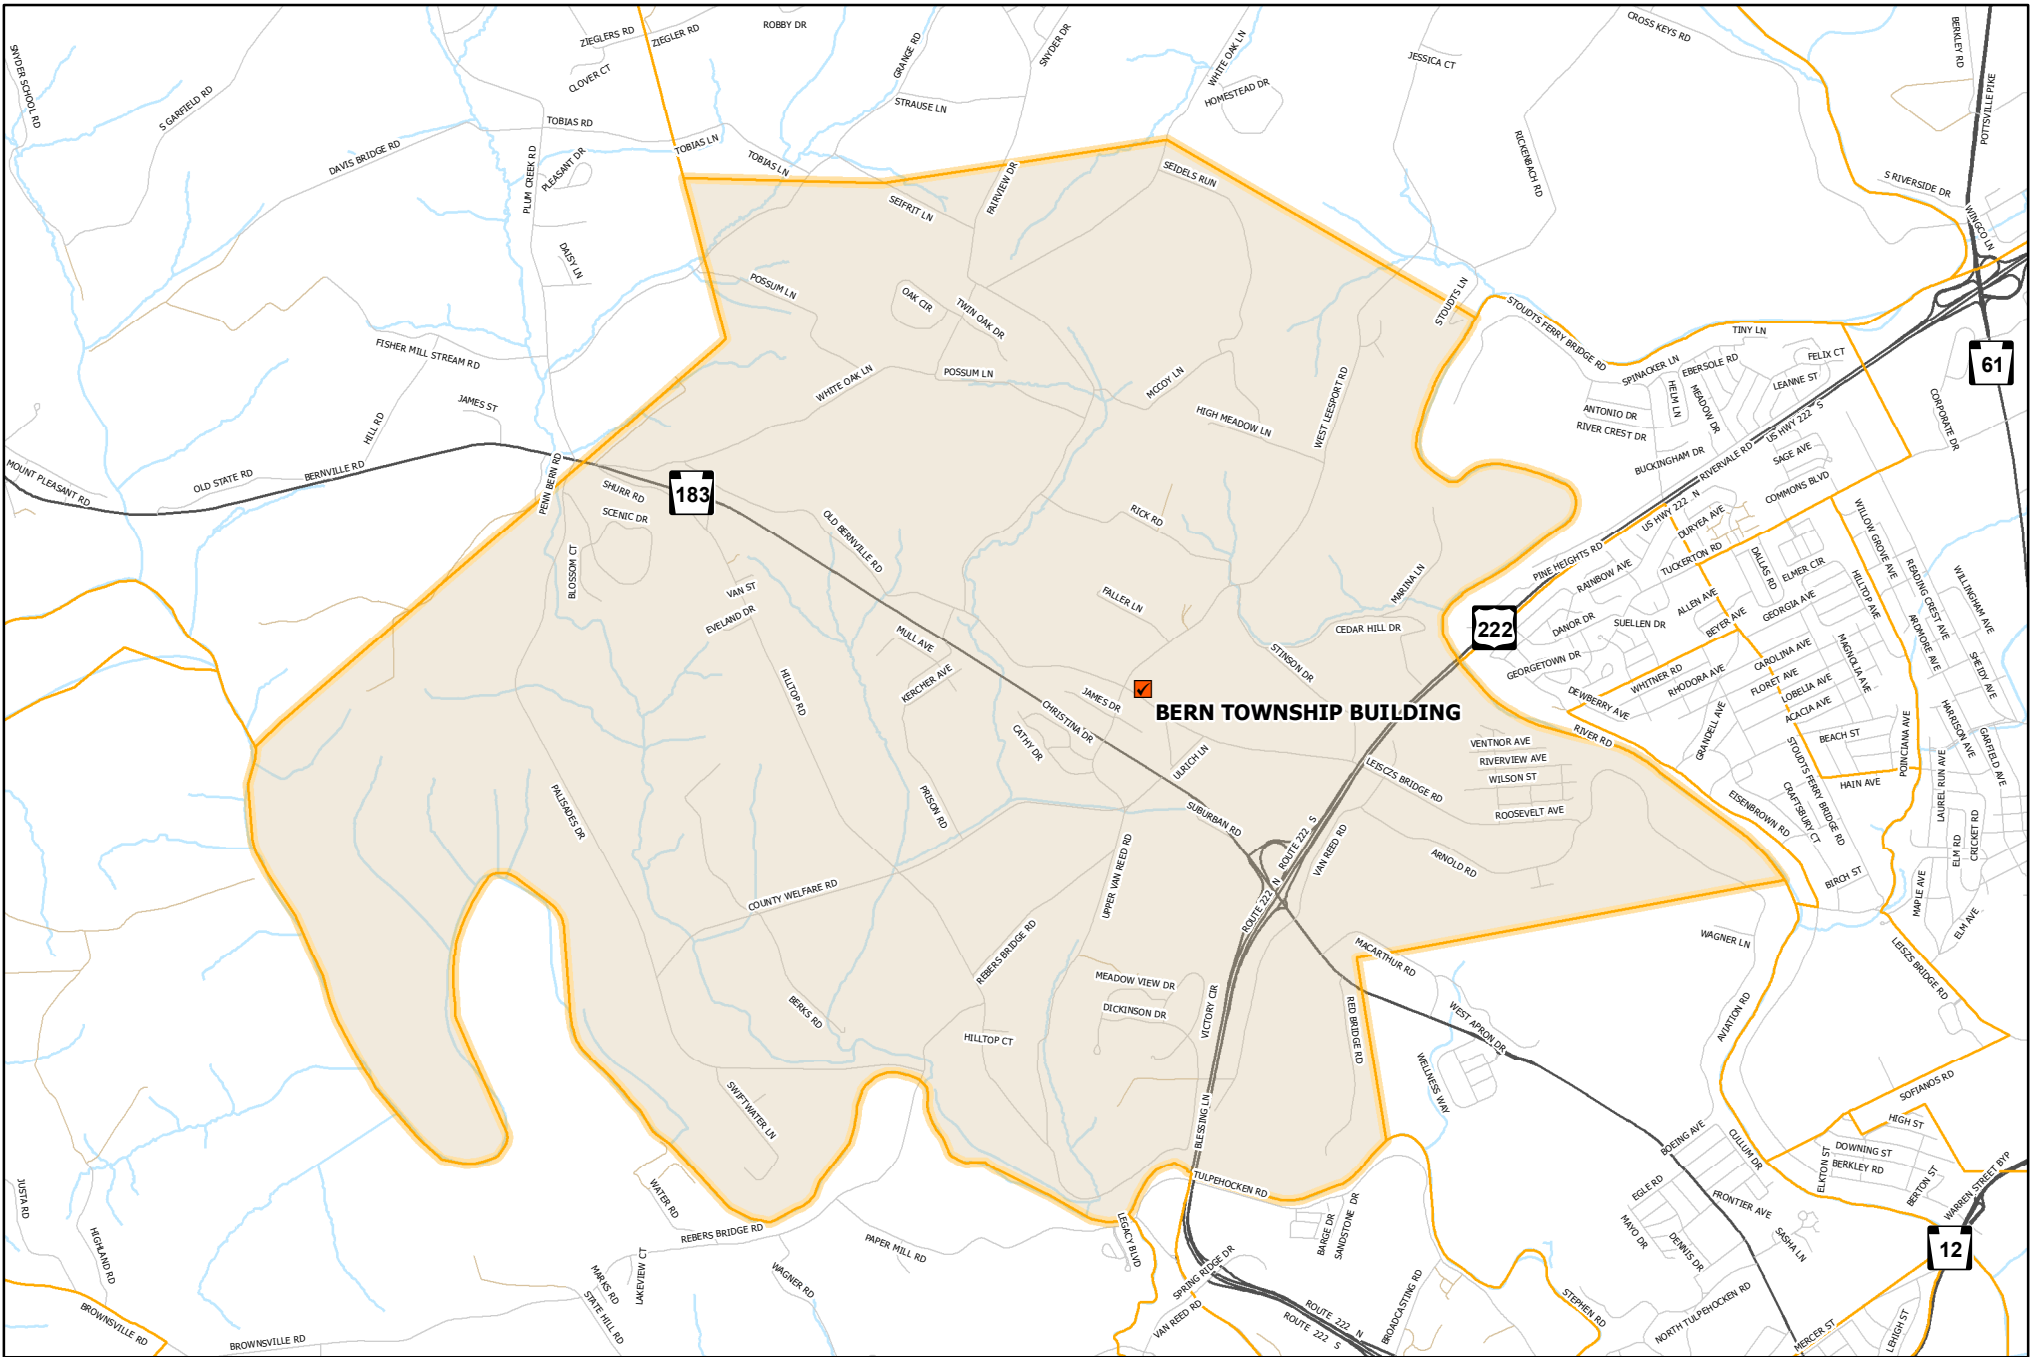 ROBBY DR
ZIEGLERS RD
ZIEGLER RD
CROSS KEYS RD
BERKLEY RD
SNYDER SCHOOL RD
GRANGE RD
SNYDER DR
WHITE OAK LN
JESSICA CT
CLOVER CT
HOMESTEAD DR
POTTSVILLE PIKE
S GARFIELD RD
STRAUSE LN
TOBIAS RD
DAVIS BRIDGE RD
TOBIAS LN
TOBIAS LN
RICKENBACH RD
PLUM CREEK RD
PLEASANT DR
FAIRVIEW DR
SEIDELS RUN
S RIVERSIDE DR
SEIFRIT LN
WINGCO LN
DAISY LN
POSSUM LN
OAK CIR
TWIN OAK DR
STOUDTS LN
STOUDTS FERRY BRIDGE RD
TINY LN
FISHER MILL STREAM RD
FELIX CT
61
SPINACKER LN
EBERSOLE RD
LEANNE ST
WHITE OAK LN
POSSUM LN
MCCOY LN
WEST LEESPORT RD
HELM LN
MEADOW DR
JAMES ST
HILL RD
HIGH MEADOW LN
ANTONIO DR
RIVER CREST DR
US HWY 222 S
CORPORATE DR
MOUNT PLEASANT RD
OLD STATE RD
BERNVILLE RD
PENN BERN RD
BUCKINGHAM DR
RIVERVALE RD
SAGE AVE
SHURR RD
183
COMMONS BLVD
SCENIC DR
OLD BERNVILLE RD
RICK RD
US HWY 222 N
DURYEA AVE
WILLOW GROVE AVE
BLOSSOM CT
PINE HEIGHTS RD
TUCKERTON RD
DALLAS RD
ELMER CIR
READING CREST AVE
WILLINGHAM AVE
VAN ST
FALLER LN
MARINA LN
RAINBOW AVE
ALLEN AVE
GEORGIA AVE
HILLTOP AVE
EVELAND DR
MULL AVE
CEDAR HILL DR
222
DANOR DR
SUELLEN DR
BEYER AVE
ARDMORE AVE
KERCHER AVE
STINSON DR
GEORGETOWN DR
WHITNER RD
CAROLINA AVE
MAGNOLIA AVE
SHEIDY AVE
HILLTOP RD
JAMES DR
BERN TOWNSHIP BUILDING
DEWBERRY AVE
RHODORA AVE
FLORET AVE
LOBELIA AVE
ACACIA AVE
CATHY DR
CHRISTINA DR
RIVER RD
GRANDELL AVE
BEACH ST
POINCIANA AVE
HARRISON AVE
GARFIELD AVE
ULRICH LN
VENTNOR AVE
RIVERVIEW AVE
WILSON ST
LEISCZS BRIDGE RD
STOUDTS FERRY BRIDGE RD
HAIN AVE
LAUREL RUN AVE
PALISADES DR
PRISON RD
SUBURBAN RD
ROOSEVELT AVE
EISENBROWN RD
CRAFTSBURY CT
ROUTE 222 S
VAN REED RD
ARNOLD RD
ELM RD
CRICKET RD
UPPER VAN REED RD
COUNTY WELFARE RD
BIRCH ST
MAPLE AVE
ROUTE 222 N
ELM AVE
REBERS BRIDGE RD
MACARTHUR RD
WAGNER LN
LEISZS BRIDGE RD
MEADOW VIEW DR
DICKINSON DR
VICTORY CIR
RED BRIDGE RD
WEST APRON DR
AVIATION RD
BERKS RD
HILLTOP CT
WELLNESS WAY
SWIFTWATER LN
SOFIANOS RD
BLESSING LN
BOEING AVE
CULLUM DR
HIGH ST
DOWNING ST
BERKLEY RD
ELKTON ST
BERTON ST
WARREN STREET BYP
JUSTA RD
WATER RD
TULPEHOCKEN RD
EGLE RD
FRONTIER AVE
HIGHLAND RD
REBERS BRIDGE RD
PAPER MILL RD
LEGACY BLVD
BARGE DR
SANDSTONE DR
MAYO DR
DENNIS DR
SASHA LN
12
LAKEVIEW CT
MARKS RD
WAGNER RD
SPRING RIDGE DR
BROADCASTING RD
STEPHEN RD
NORTH TULPEHOCKEN RD
BROWNSVILLE RD
BROWNSVILLE RD
STATE HILL RD
VAN REED RD
ROUTE 222 N
ROUTE 222 S
MERCER ST
LEHIGH ST